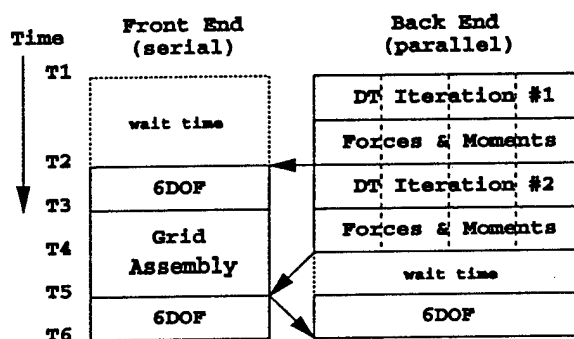 Time
Front End
(serial)
Back End
(parallel)
T1
DT Iteration #1
wait time
Forces & Moments
T2
6DOF
DT Iteration #2
T3
Grid
Assembly
Forces & Moments
T4
wait time
T5
6DOF
6DOF
T6